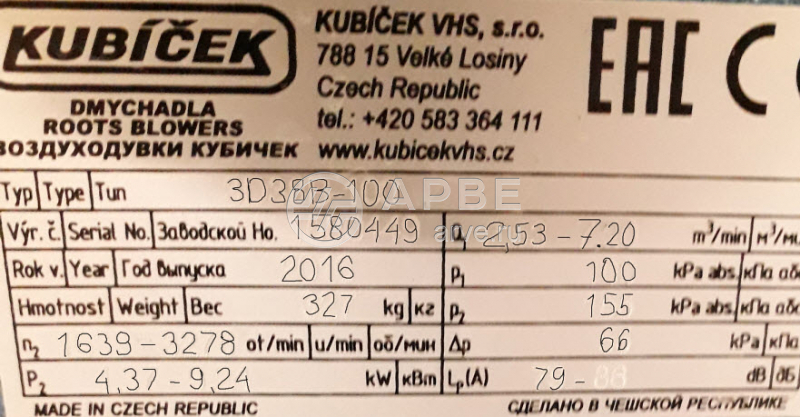 KUBÍČEK
DMYCHADLA
ROOTS BLOWERS
ВОЗДУХОДУВКИ КУБИЧЕК
KUBÍČEK VHS, s.r.o.
788 15 Velké Losiny
Czech Republic
tel.: +420 583 364 111
www.kubicekvhs.cz
EAC C
Typ Type Тип 3D38B-100
АРВЕ
Výr. č. Serial No. Заводской Но. 1580449 q₁ 2,53-7.20 m³/min м³/ми
Rok v. Year Год выпуска 2016 p₁ 100 kPa abs. кПа аб
Hmotnost Weight Вес 327 kg кг p₂ 155 kPa abs. кПа аб
n₂ 1639-3278 ot/min u/min об/мин Δp 66 kPa кПа
P₂ 4,37-9,24 kW кВт Lₚ(A) 79- dB дБ
MADE IN CZECH REPUBLIC СДЕЛАНО В ЧЕШСКОЙ РЕСПУБЛИКЕ